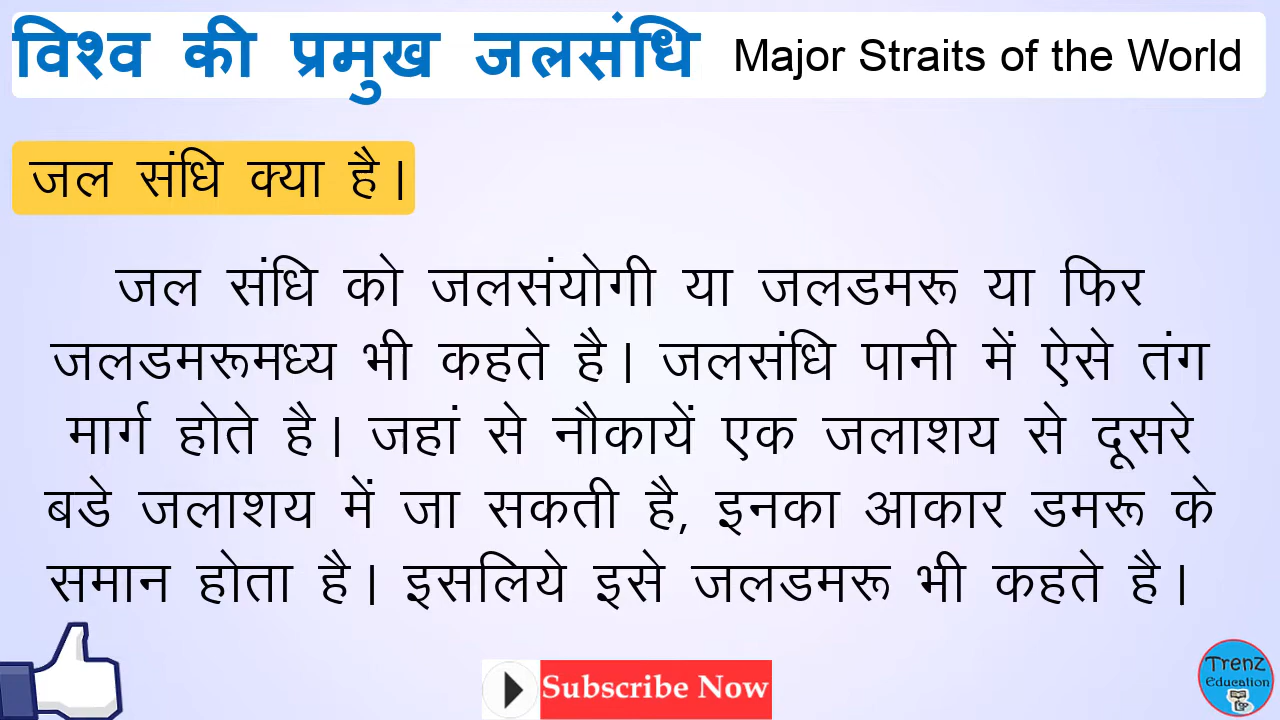 विश्व की प्रमुख जलसंधि Major Straits of the World
जल संधि क्या है।
जल संधि को जलसंयोगी या जलडमरू या फिर
जलडमरूमध्य भी कहते है। जलसंधि पानी में ऐसे तंग
मार्ग होते है। जहां से नौकायें एक जलाशय से दूसरे
बडे जलाशय में जा सकती है, इनका आकार डमरू के
समान होता है। इसलिये इसे जलडमरू भी कहते है।
Subscribe Now
TrenZ
Education